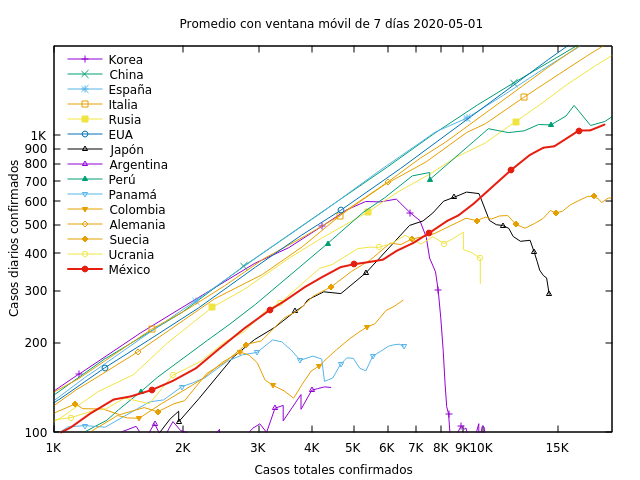 Promedio con ventana móvil de 7 días 2020-05-01
Korea
China
España
Italia
Rusia
EUA
Japón
Argentina
Perú
Panamá
Colombia
Alemania
Suecia
Ucrania
México
Casos diarios confirmados
1K
900
800
700
600
500
400
300
200
100
1K 2K 3K 4K 5K 6K 7K 8K 9K 10K 15K
Casos totales confirmados